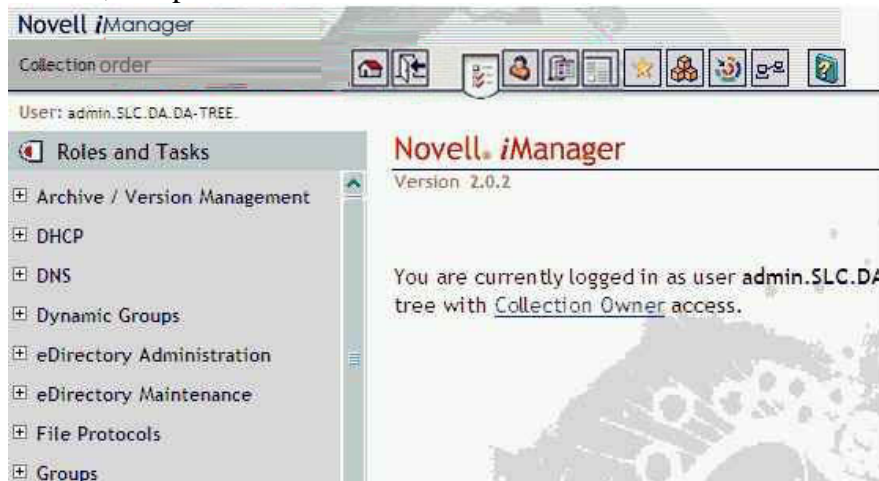 Novell iManager
Collection order
User: admin.SLC.DA.DA-TREE.
Roles and Tasks
Archive / Version Management
DHCP
DNS
Dynamic Groups
eDirectory Administration
eDirectory Maintenance
File Protocols
Groups
Novell. iManager
Version 2.0.2
You are currently logged in as user admin.SLC.DA
tree with Collection Owner access.